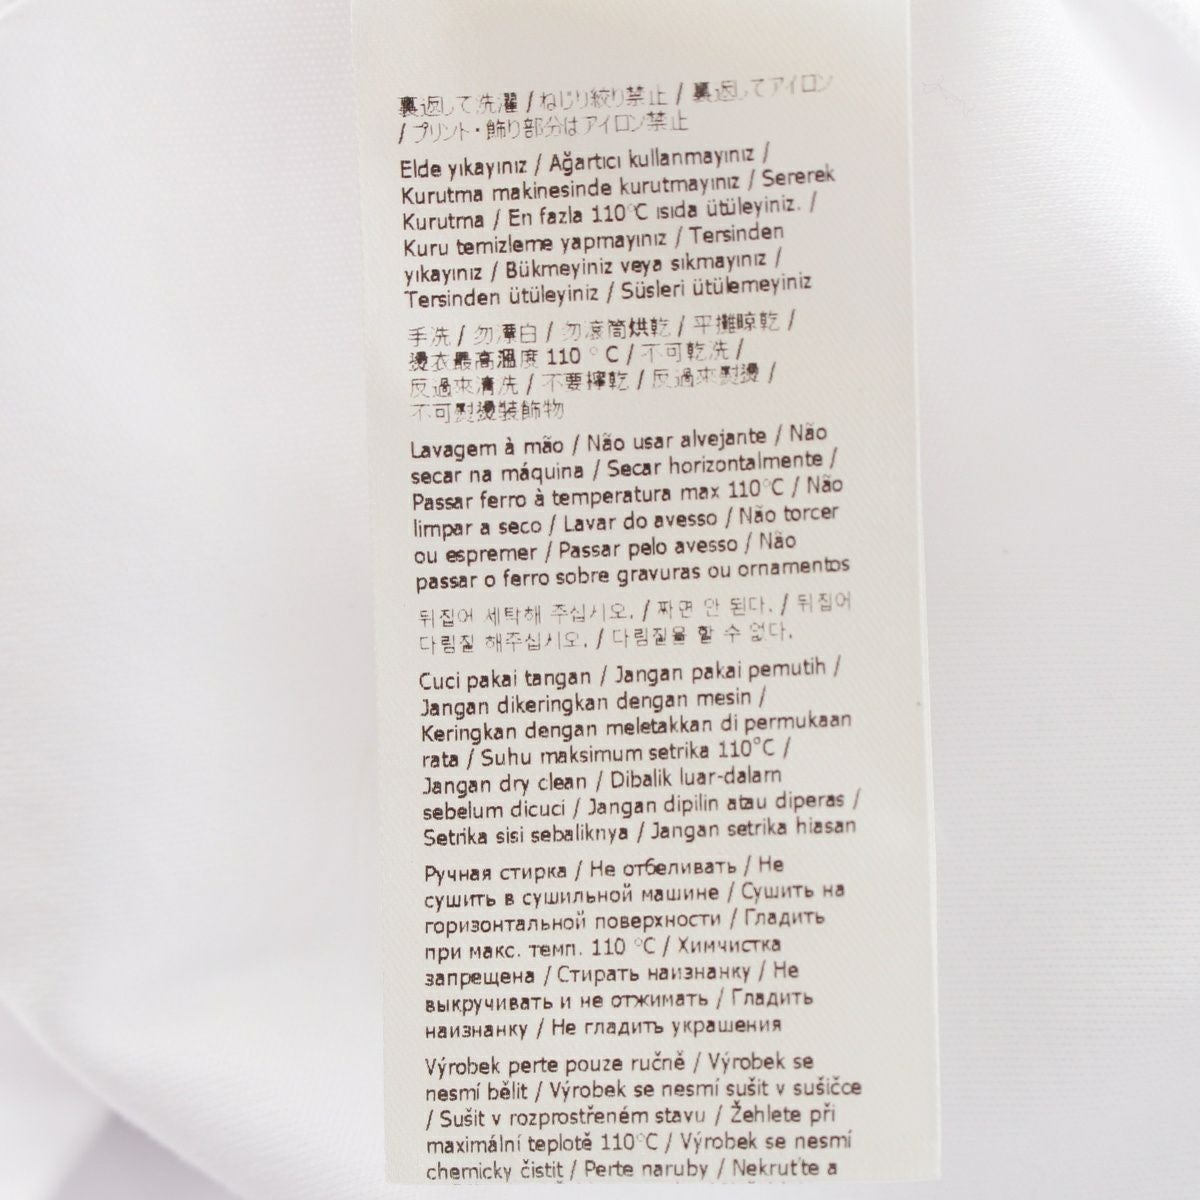 裏返して洗濯 / ねじり絞り禁止 / 裏返してアイロン
/ プリント・飾り部分はアイロン禁止
Elde yıkayınız / Ağartıcı kullanmayınız /
Kurutma makinesinde kurutmayınız / Sererek
Kurutma / En fazla 110°C ısıda ütüleyiniz. /
Kuru temizleme yapmayınız / Tersinden
yıkayınız / Bükmeyiniz veya sıkmayınız /
Tersinden ütüleyiniz / Süsleri ütülemeyiniz
手洗 / 勿漂白 / 勿滾筒烘乾 / 平攤晾乾 /
燙衣最高溫度 110 ° C / 不可乾洗 /
反過來清洗 / 不要擰乾 / 反過來熨燙 /
不可熨燙裝飾物
Lavagem à mão / Não usar alvejante / Não
secar na máquina / Secar horizontalmente /
Passar ferro à temperatura max 110°C / Não
limpar a seco / Lavar do avesso / Não torcer
ou espremer / Passar pelo avesso / Não
passar o ferro sobre gravuras ou ornamentos
뒤집어 세탁해 주십시오. / 짜면 안 된다. / 뒤집어
다림질 해주십시오. / 다림질을 할 수 없다.
Cuci pakai tangan / Jangan pakai pemutih /
Jangan dikeringkan dengan mesin /
Keringkan dengan meletakkan di permukaan
rata / Suhu maksimum setrika 110°C /
Jangan dry clean / Dibalik luar-dalam
sebelum dicuci / Jangan dipilin atau diperas /
Setrika sisi sebaliknya / Jangan setrika hiasan
Ручная стирка / Не отбеливать / Не
сушить в сушильной машине / Сушить на
горизонтальной поверхности / Гладить
при макс. темп. 110 °C / Химчистка
запрещена / Стирать наизнанку / Не
выкручивать и не отжимать / Гладить
наизнанку / Не гладить украшения
Výrobek perte pouze ručně / Výrobek se
nesmí bělit / Výrobek se nesmí sušit v sušičce
/ Sušit v rozprostřeném stavu / Žehlete při
maximální teplotě 110°C / Výrobek se nesmí
chemicky čistit / Perte naruby / Nekruťte a